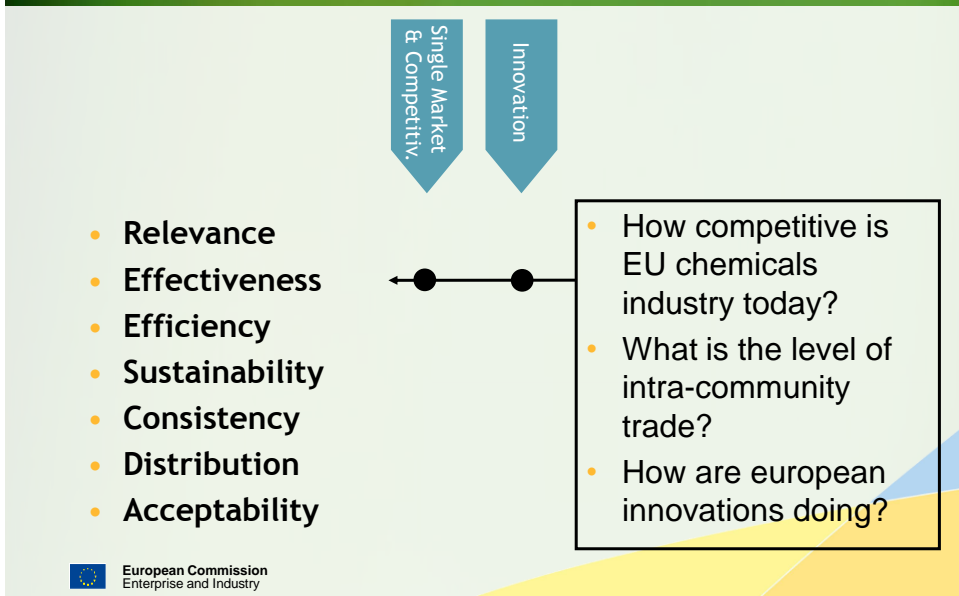 Single Market
& Competitiv.
Innovation
• Relevance
• Effectiveness
• Efficiency
• Sustainability
• Consistency
• Distribution
• Acceptability
• How competitive is
EU chemicals
industry today?
• What is the level of
intra-community
trade?
• How are european
innovations doing?
European Commission
Enterprise and Industry